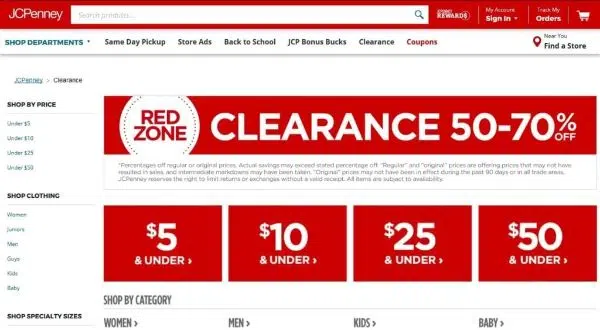 JCPenney
Search products...
JCPENNEY REWARDS
My Account
Sign In
Track My
Orders
SHOP DEPARTMENTS
Same Day Pickup
Store Ads
Back to School
JCP Bonus Bucks
Clearance
Coupons
Near You
Find a Store
JCPenney > Clearance
SHOP BY PRICE
Under $5
Under $10
Under $25
Under $50
SHOP CLOTHING
Women
Juniors
Men
Guys
Kids
Baby
SHOP SPECIALTY SIZES
RED
ZONE
CLEARANCE 50-70% OFF
*Percentages off regular or original prices. Actual savings may exceed stated percentage off. "Regular" and "original" prices are offering prices that may not have
resulted in sales, and intermediate markdowns may have been taken. "Original" prices may not have been in effect during the past 90 days or in all trade areas.
JCPenney reserves the right to limit returns or exchanges without a valid receipt. All items are subject to availability.
$5
& UNDER ›
$10
& UNDER ›
$25
& UNDER ›
$50
& UNDER ›
SHOP BY CATEGORY
WOMEN ›
MEN ›
KIDS ›
BABY ›